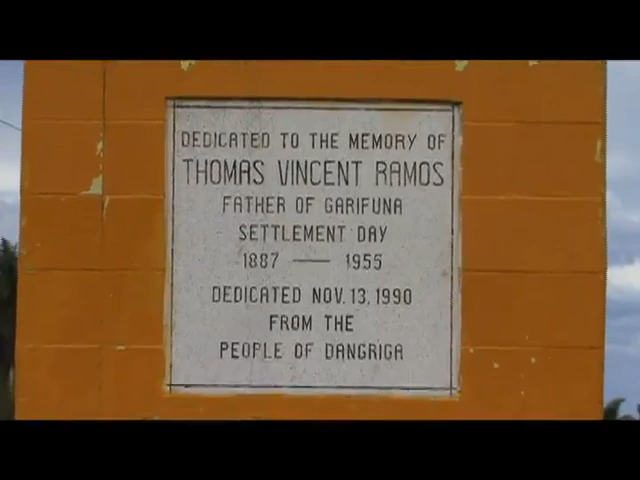 DEDICATED TO THE MEMORY OF
THOMAS VINCENT RAMOS
FATHER OF GARIFUNA
SETTLEMENT DAY
1887 — 1955
DEDICATED NOV. 13, 1990
FROM THE
PEOPLE OF DANGRIGA